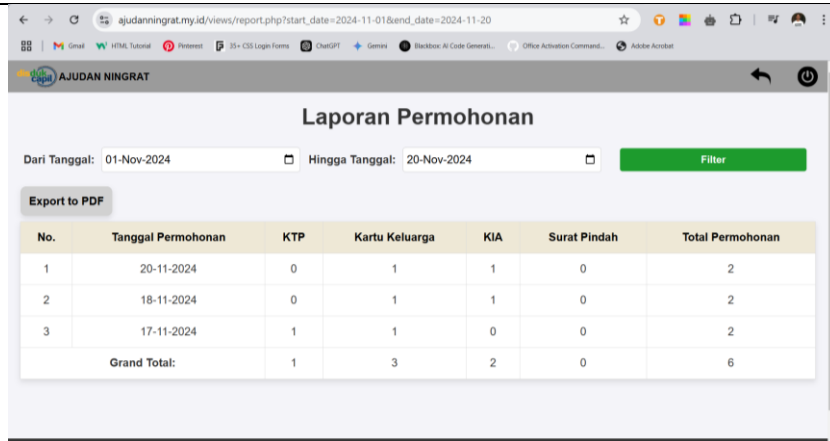 ajudanningrat.my.id/views/report.php?start_date=2024-11-01&end_date=2024-11-20
Gmail HTML Tutorial Pinterest 35+ CSS Login Forms ChatGPT Gemini Blackbox: AI Code Generati... Office Activation Command... Adobe Acrobat
capil AJUDAN NINGRAT
Laporan Permohonan
Dari Tanggal: 01-Nov-2024 Hingga Tanggal: 20-Nov-2024 Filter
Export to PDF
No. Tanggal Permohonan KTP Kartu Keluarga KIA Surat Pindah Total Permohonan
1 20-11-2024 0 1 1 0 2
2 18-11-2024 0 1 1 0 2
3 17-11-2024 1 1 0 0 2
Grand Total: 1 3 2 0 6